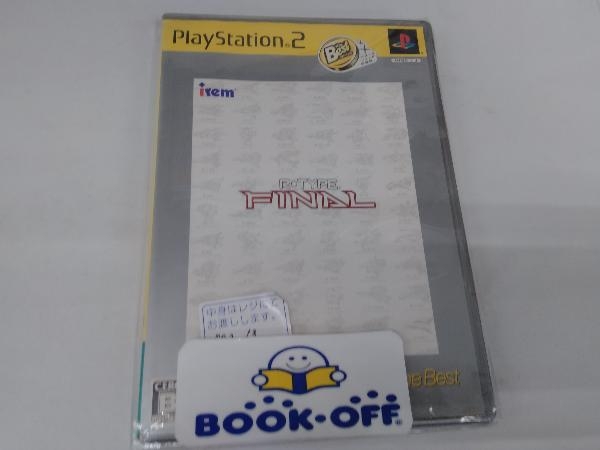 PlayStation®2
Best
irem
R-TYPE
FINAL
中身はレジにて
お渡しします。
the Best
CERO
BOOK-OFF